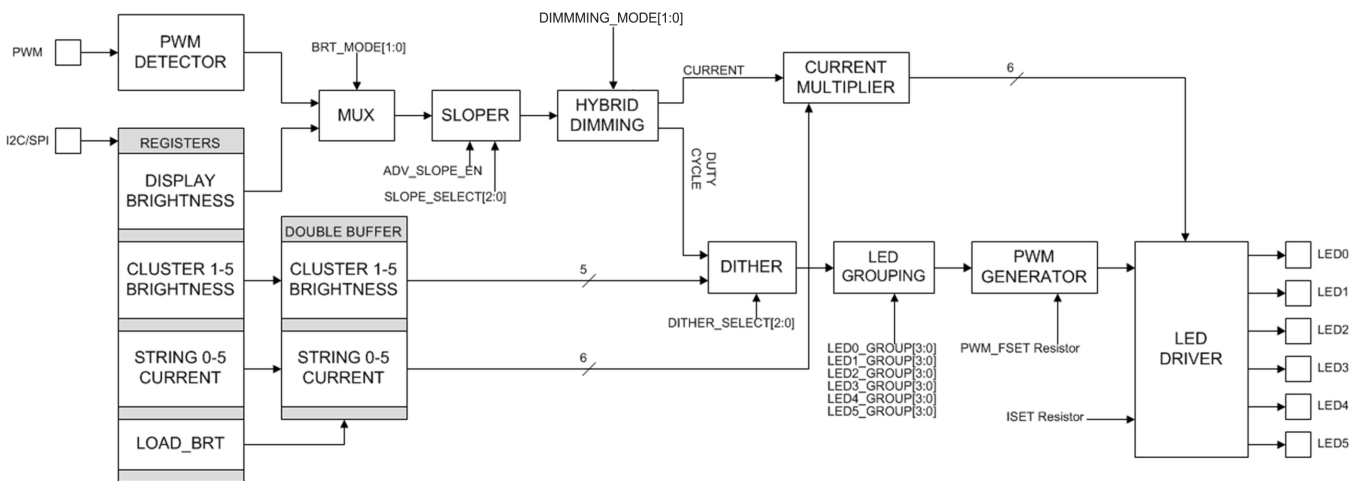 DIMMMING_MODE[1:0]
PWM
PWM
DETECTOR
BRT_MODE[1:0]
MUX
SLOPER
ADV_SLOPE_EN
SLOPE_SELECT[2:0]
HYBRID
DIMMING
CURRENT
DUTY
CYCLE
CURRENT
MULTIPLIER
6
I2C/SPI
REGISTERS
DISPLAY
BRIGHTNESS
CLUSTER 1-5
BRIGHTNESS
STRING 0-5
CURRENT
LOAD_BRT
DOUBLE BUFFER
CLUSTER 1-5
BRIGHTNESS
STRING 0-5
CURRENT
5
6
DITHER
DITHER_SELECT[2:0]
LED
GROUPING
LED0_GROUP[3:0]
LED1_GROUP[3:0]
LED2_GROUP[3:0]
LED3_GROUP[3:0]
LED4_GROUP[3:0]
LED5_GROUP[3:0]
PWM
GENERATOR
PWM_FSET Resistor
ISET Resistor
LED
DRIVER
LED0
LED1
LED2
LED3
LED4
LED5